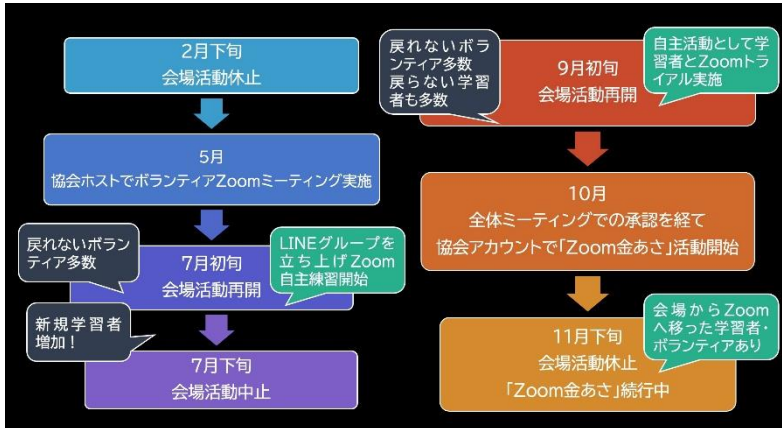 2月下旬
会場活動休止
5月
協会ホストでボランティアZoomミーティング実施
戻れないボラン
ティア多数
7月初旬
会場活動再開
LINEグループを
立ち上げZoom
自主練習開始
新規学習者
増加！
7月下旬
会場活動中止
戻れないボラ
ンティア多数
戻らない学習
者も多数
9月初旬
会場活動再開
自主活動として学
習者とZoomトラ
イアル実施
10月
全体ミーティングでの承認を経て
協会アカウントで「Zoom金あさ」活動開始
会場からZoom
へ移った学習者・
ボランティアあり
11月下旬
会場活動休止
「Zoom金あさ」続行中